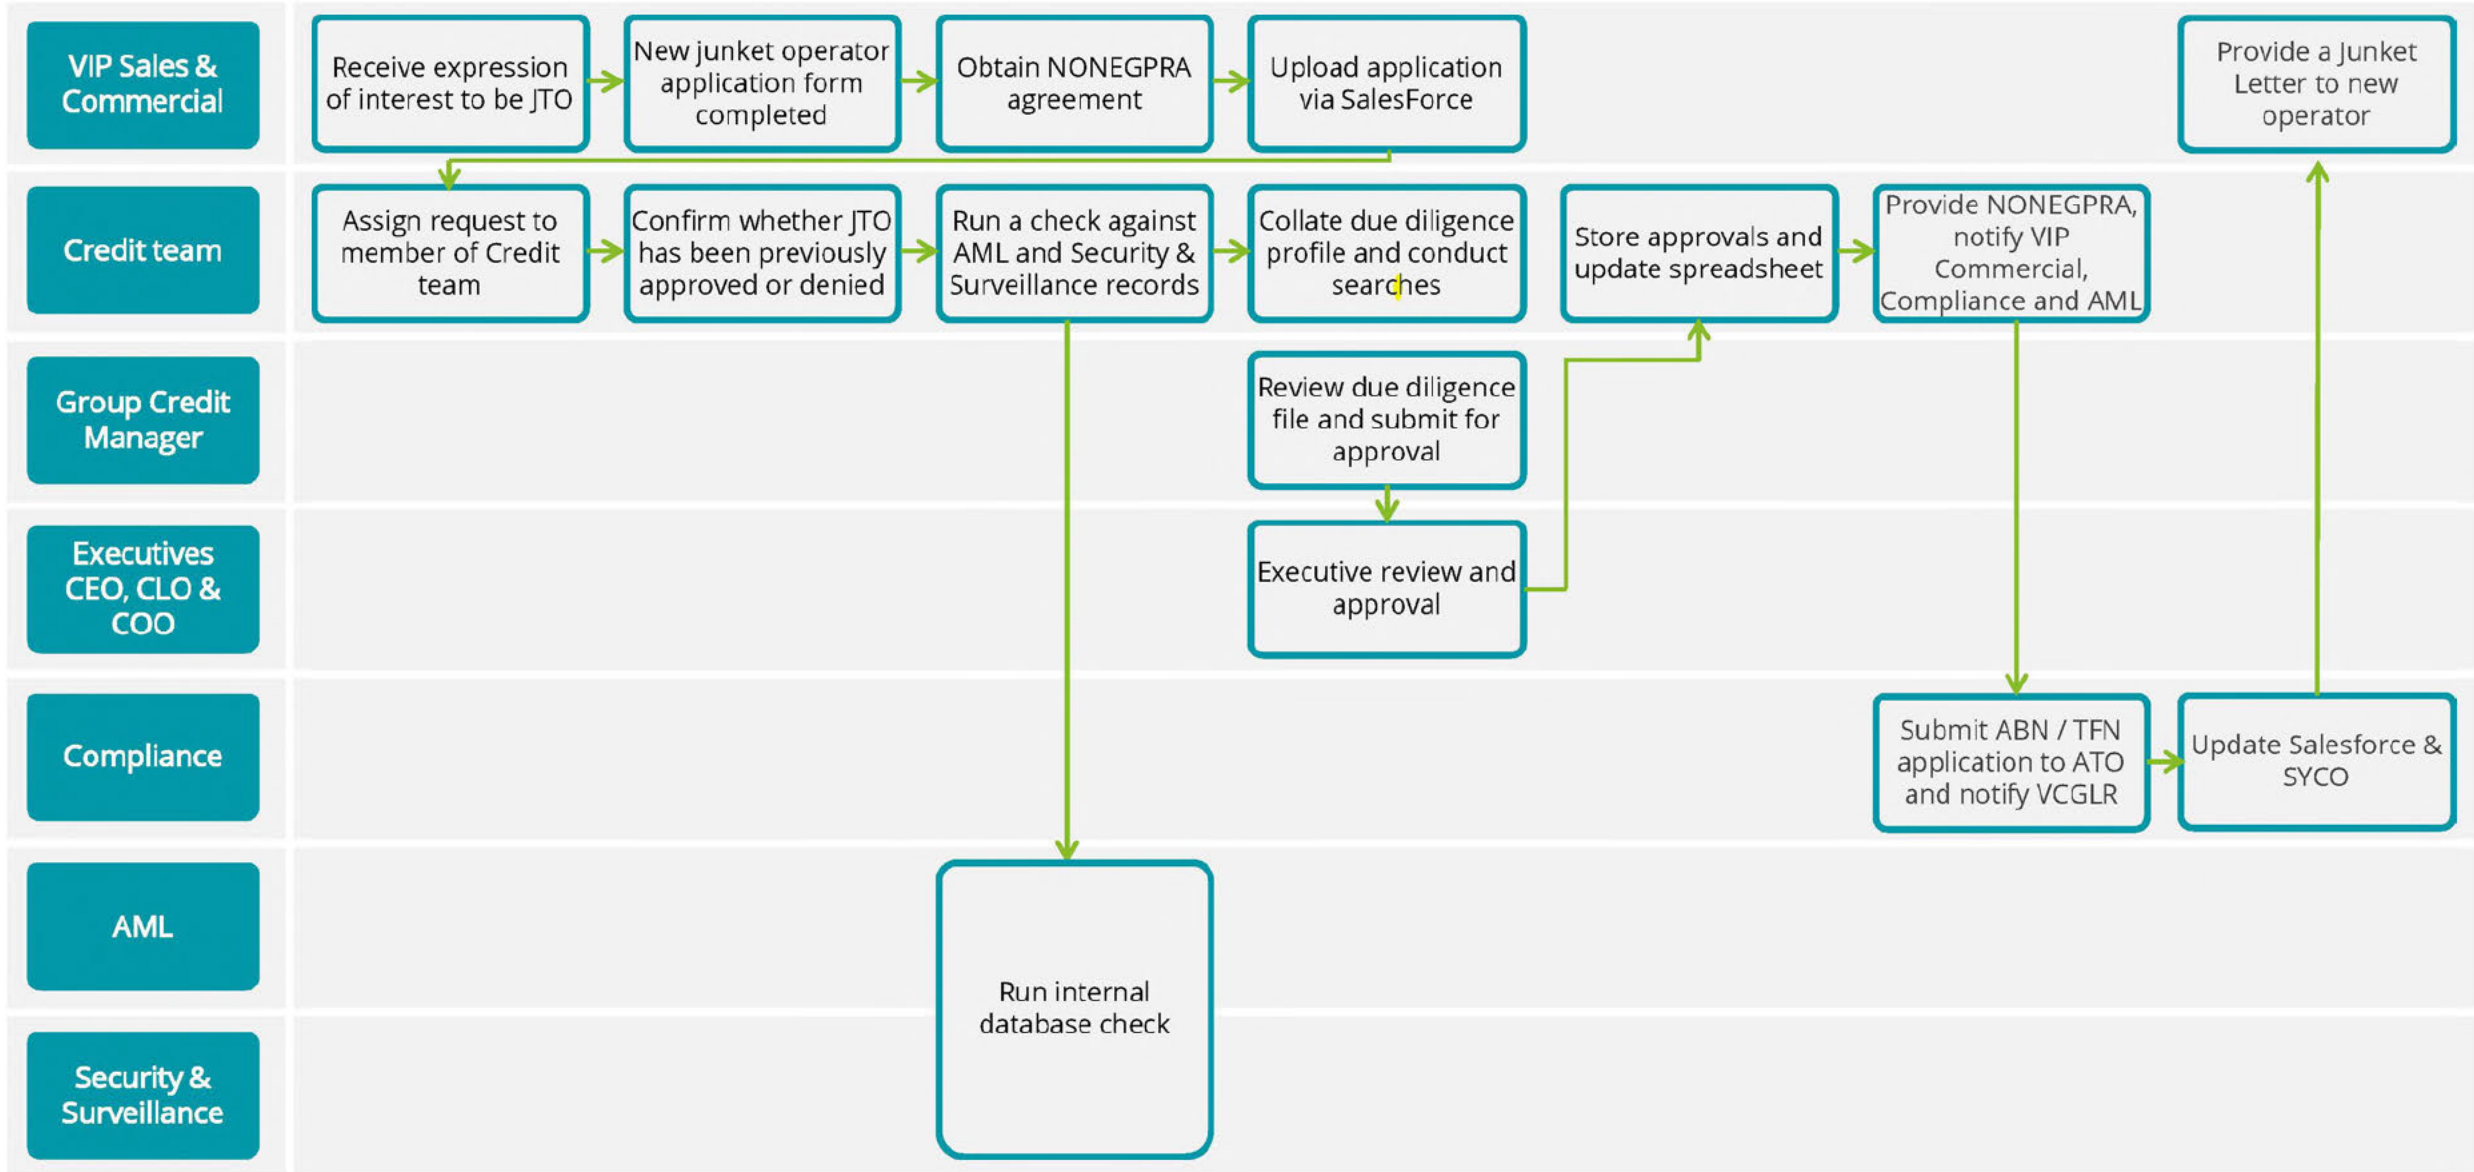 VIP Sales &
Commercial
Receive expression
of interest to be JTO
New junket operator
application form
completed
Obtain NONEGPRA
agreement
Upload application
via SalesForce
Provide a Junket
Letter to new
operator
Credit team
Assign request to
member of Credit
team
Confirm whether JTO
has been previously
approved or denied
Run a check against
AML and Security &
Surveillance records
Collate due diligence
profile and conduct
searches
Store approvals and
update spreadsheet
Provide NONEGPRA,
notify VIP
Commercial,
Compliance and AML
Group Credit
Manager
Review due diligence
file and submit for
approval
Executives
CEO, CLO &
COO
Executive review and
approval
Compliance
Submit ABN / TFN
application to ATO
and notify VCGLR
Update Salesforce &
SYCO
AML
Run internal
database check
Security &
Surveillance